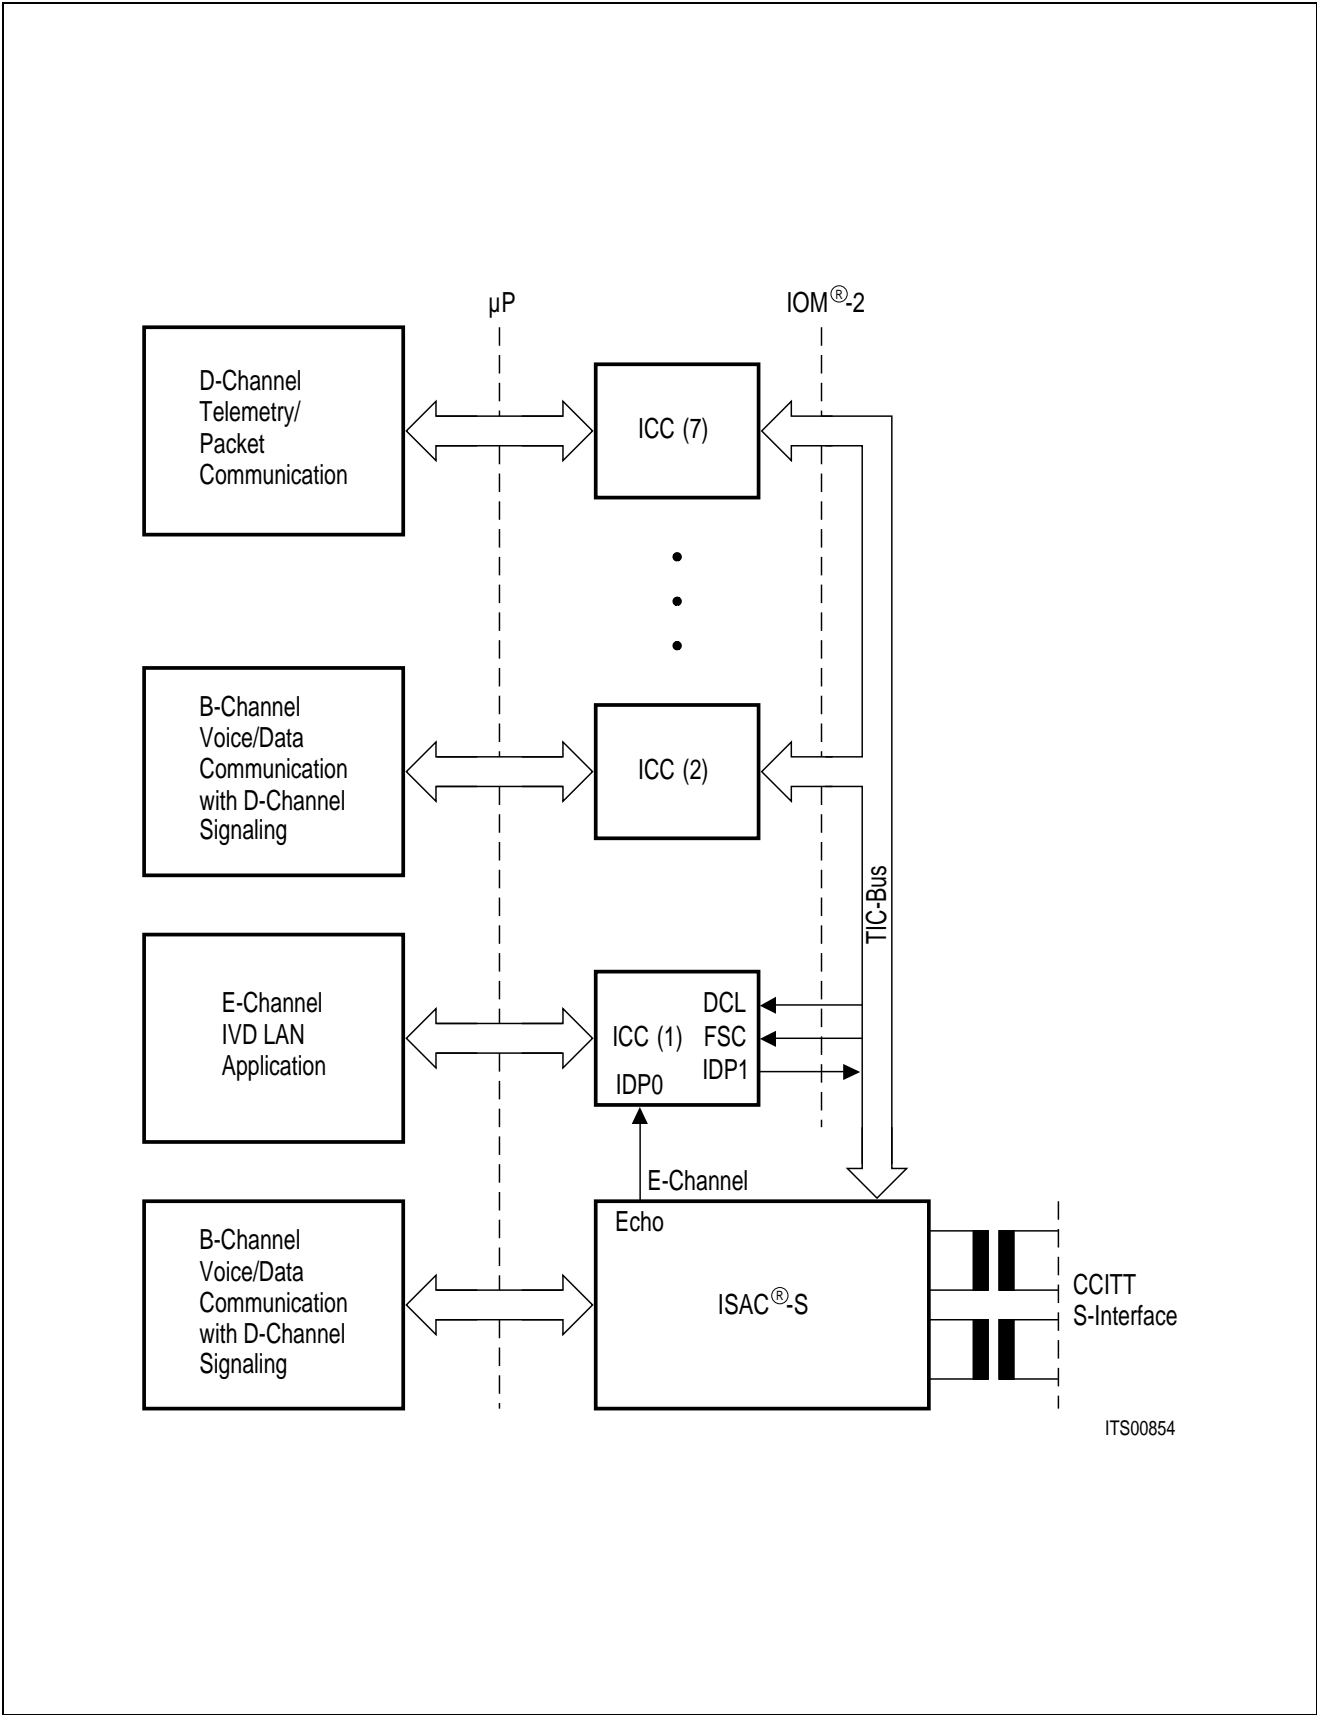 µP
IOM®-2
D-Channel
Telemetry/
Packet
Communication
ICC (7)
B-Channel
Voice/Data
Communication
with D-Channel
Signaling
ICC (2)
TIC-Bus
E-Channel
IVD LAN
Application
DCL
ICC (1) FSC
IDP1
IDP0
E-Channel
Echo
B-Channel
Voice/Data
Communication
with D-Channel
Signaling
ISAC®-S
CCITT
S-Interface
ITS00854